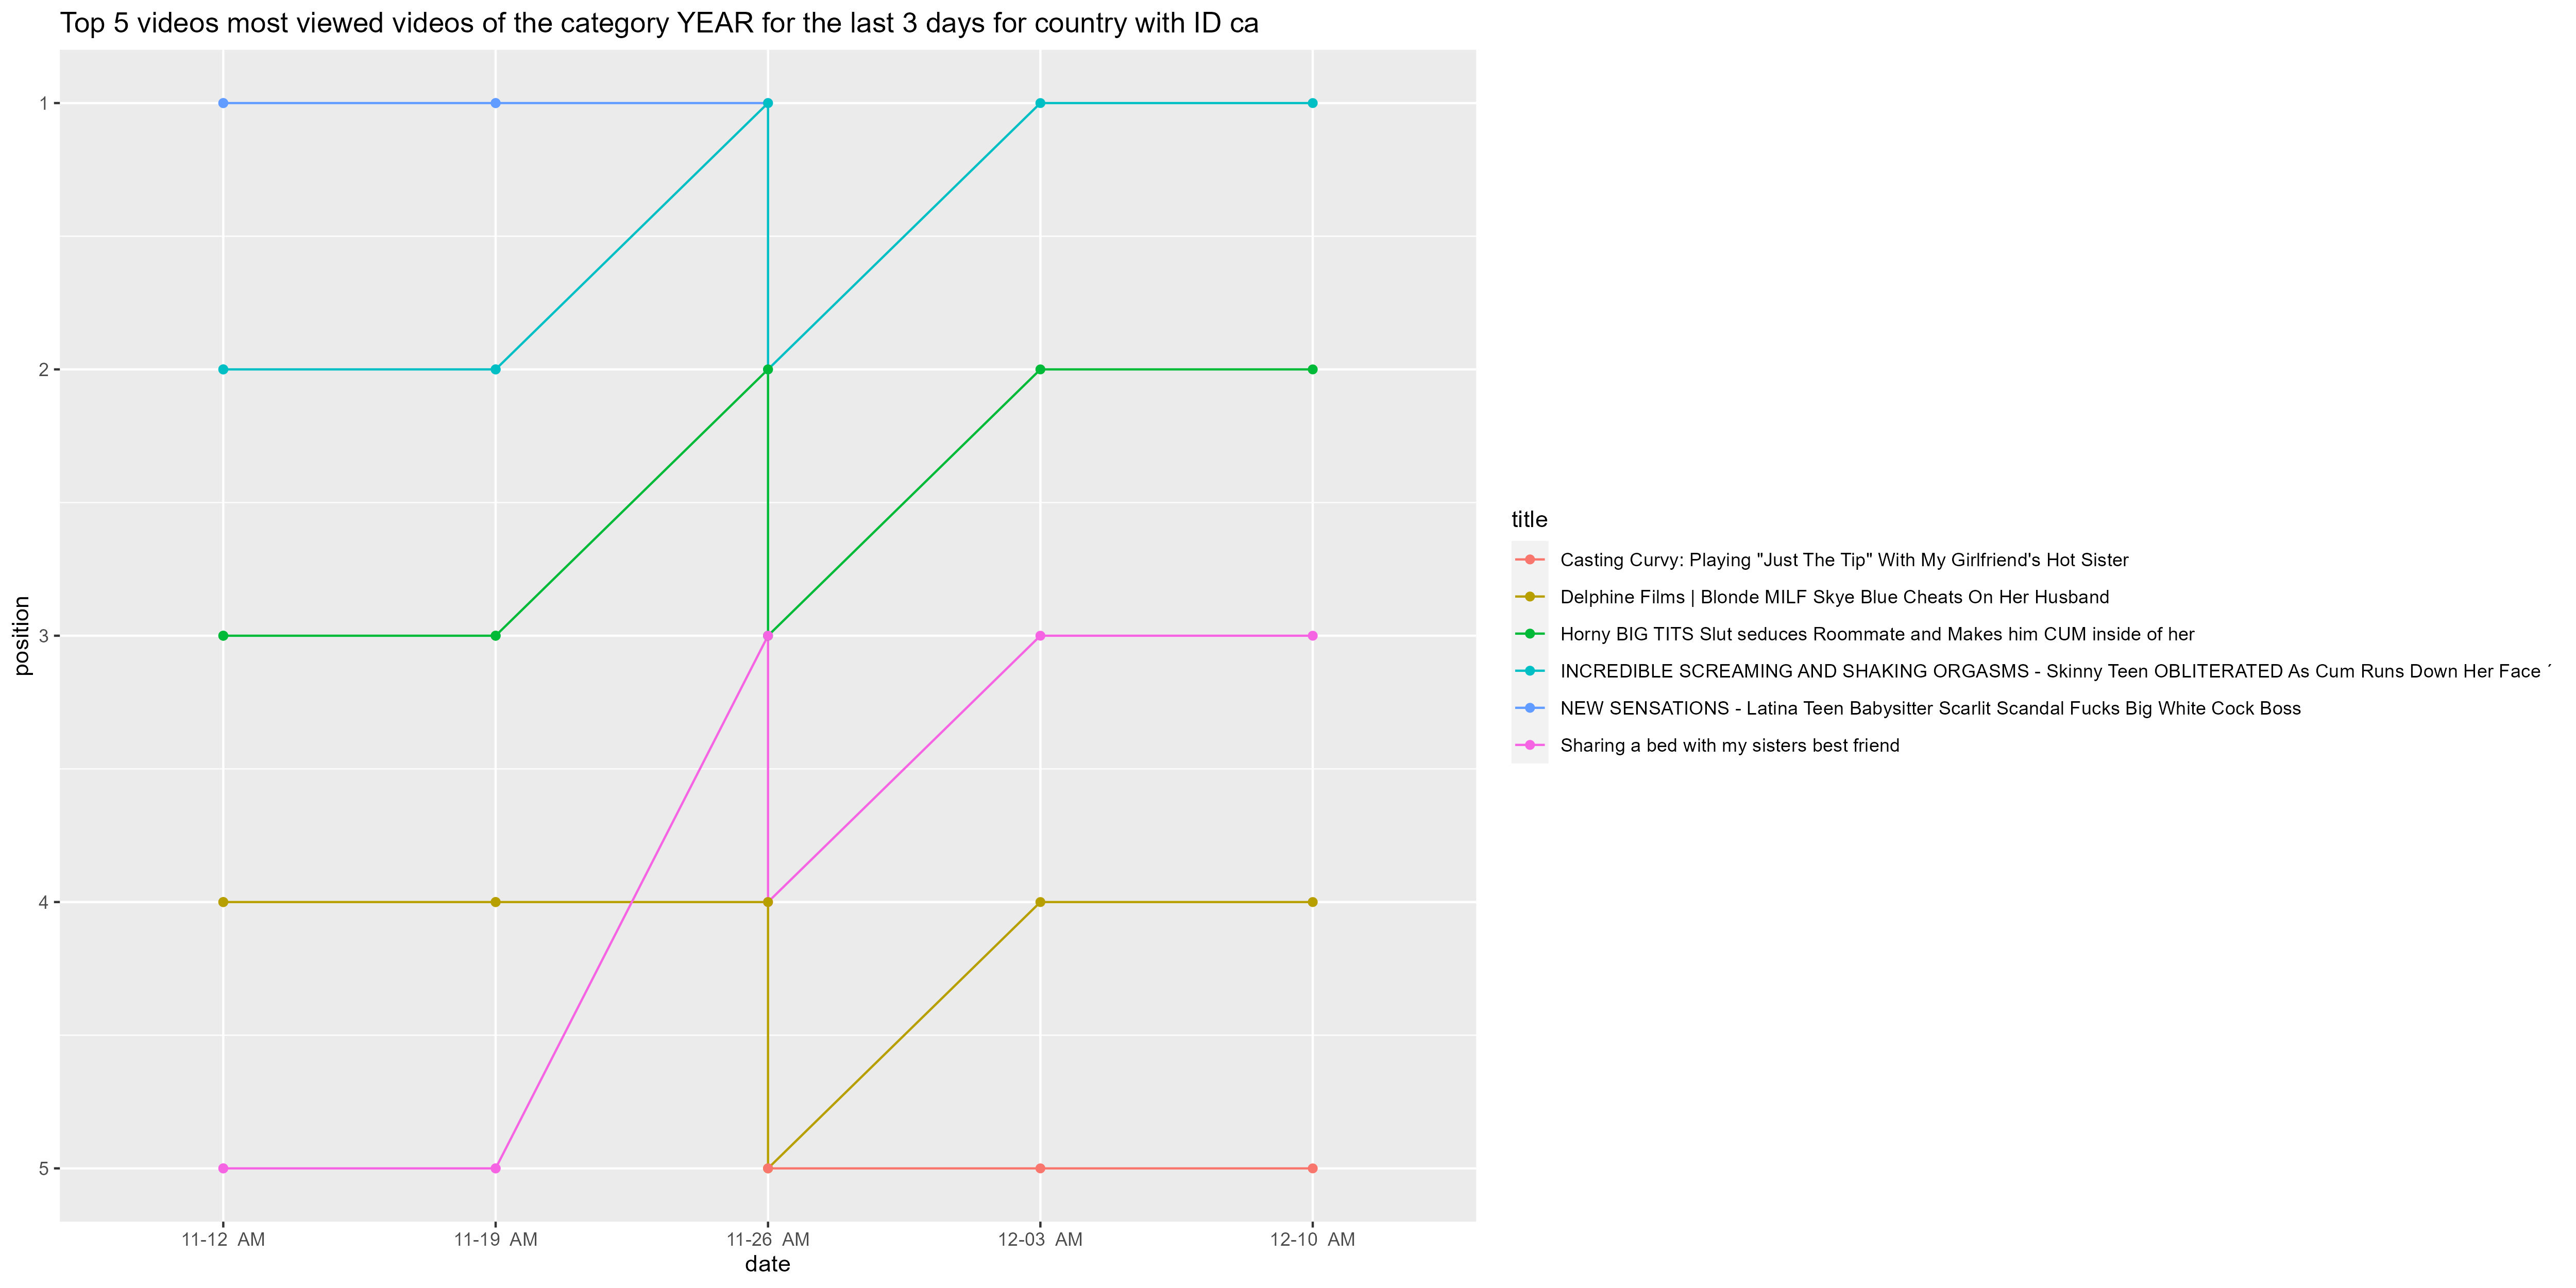 Top 5 videos most viewed videos of the category YEAR for the last 3 days for country with ID ca
position
1
2
3
4
5
11-12  AM
11-19  AM
11-26  AM
12-03  AM
12-10  AM
date
title
Casting Curvy: Playing "Just The Tip" With My Girlfriend's Hot Sister
Delphine Films | Blonde MILF Skye Blue Cheats On Her Husband
Horny BIG TITS Slut seduces Roommate and Makes him CUM inside of her
INCREDIBLE SCREAMING AND SHAKING ORGASMS - Skinny Teen OBLITERATED As Cum Runs Down Her Face
NEW SENSATIONS - Latina Teen Babysitter Scarlit Scandal Fucks Big White Cock Boss
Sharing a bed with my sisters best friend